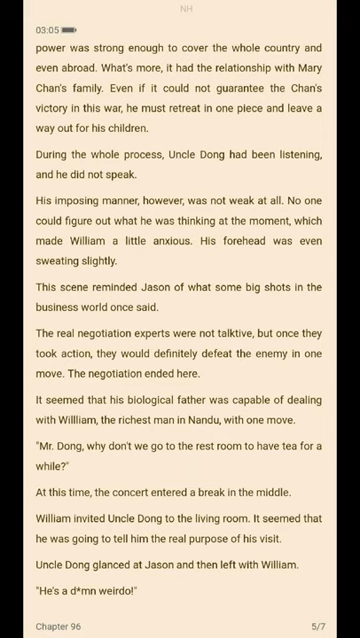 NH
03:05
power was strong enough to cover the whole country and
even abroad. What's more, it had the relationship with Mary
Chan's family. Even if it could not guarantee the Chan's
victory in this war, he must retreat in one piece and leave a
way out for his children.
During the whole process, Uncle Dong had been listening,
and he did not speak.
His imposing manner, however, was not weak at all. No one
could figure out what he was thinking at the moment, which
made William a little anxious. His forehead was even
sweating slightly.
This scene reminded Jason of what some big shots in the
business world once said.
The real negotiation experts were not talktive, but once they
took action, they would definitely defeat the enemy in one
move. The negotiation ended here.
It seemed that his biological father was capable of dealing
with Willliam, the richest man in Nandu, with one move.
"Mr. Dong, why don't we go to the rest room to have tea for a
while?"
At this time, the concert entered a break in the middle.
William invited Uncle Dong to the living room. It seemed that
he was going to tell him the real purpose of his visit.
Uncle Dong glanced at Jason and then left with William.
"He's a d*mn weirdo!"
Chapter 96
5/7